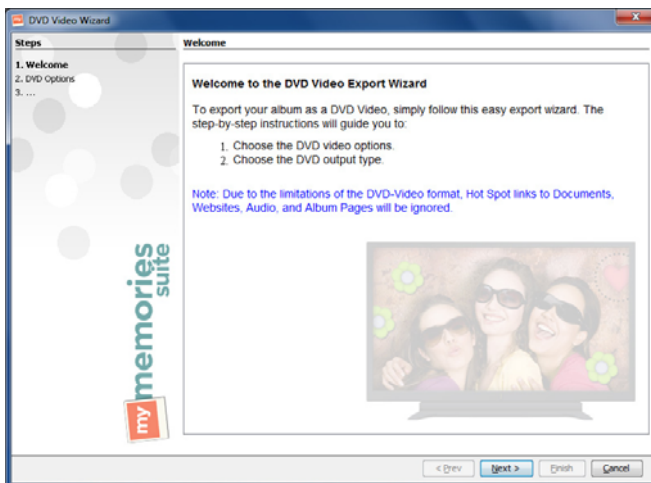 DVD Video Wizard
Steps
1. Welcome
2. DVD Options
3. ...
Welcome
Welcome to the DVD Video Export Wizard
To export your album as a DVD Video, simply follow this easy export wizard. The
step-by-step instructions will guide you to:
1. Choose the DVD video options.
2. Choose the DVD output type.
Note: Due to the limitations of the DVD-Video format, Hot Spot links to Documents,
Websites, Audio, and Album Pages will be ignored.
my memories
suite
< Prev
Next >
Finish
Cancel